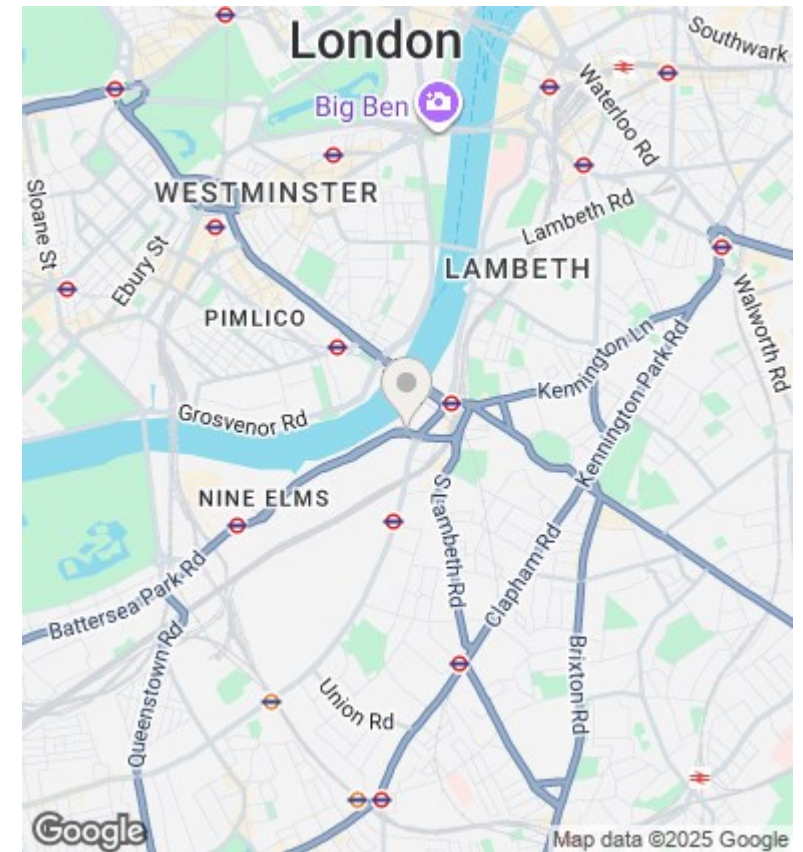 London
Southwark
Big Ben
Waterloo Rd
Sloane St
WESTMINSTER
Lambeth Rd
Ebury St
LAMBETH
Walworth Rd
PIMLICO
Kennington Ln
Kennington Park Rd
Grosvenor Rd
NINE ELMS
S Lambeth Rd
Clapham Rd
Battersea Park Rd
Queenstown Rd
Brixton Rd
Union Rd
Google
Map data ©2025 Google